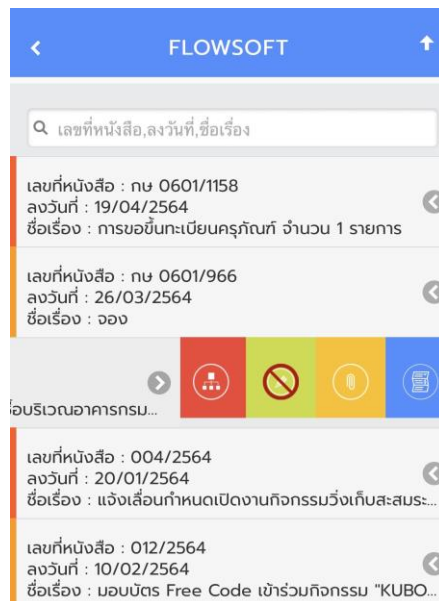 FLOWSOFT
เลขที่หนังสือ,ลงวันที่,ชื่อเรื่อง
เลขที่หนังสือ : กษ 0601/1158
ลงวันที่ : 19/04/2564
ชื่อเรื่อง : การขอขึ้นทะเบียนครุภัณฑ์ จำนวน 1 รายการ
เลขที่หนังสือ : กษ 0601/966
ลงวันที่ : 26/03/2564
ชื่อเรื่อง : จอง
บริเวณอาคารกรม...
เลขที่หนังสือ : 004/2564
ลงวันที่ : 20/01/2564
ชื่อเรื่อง : แจ้งเลื่อนกำหนดเปิดงานกิจกรรมวิ่งเก็บสะสมระ...
เลขที่หนังสือ : 012/2564
ลงวันที่ : 10/02/2564
ชื่อเรื่อง : มอบบัตร Free Code เข้าร่วมกิจกรรม "KUBO...